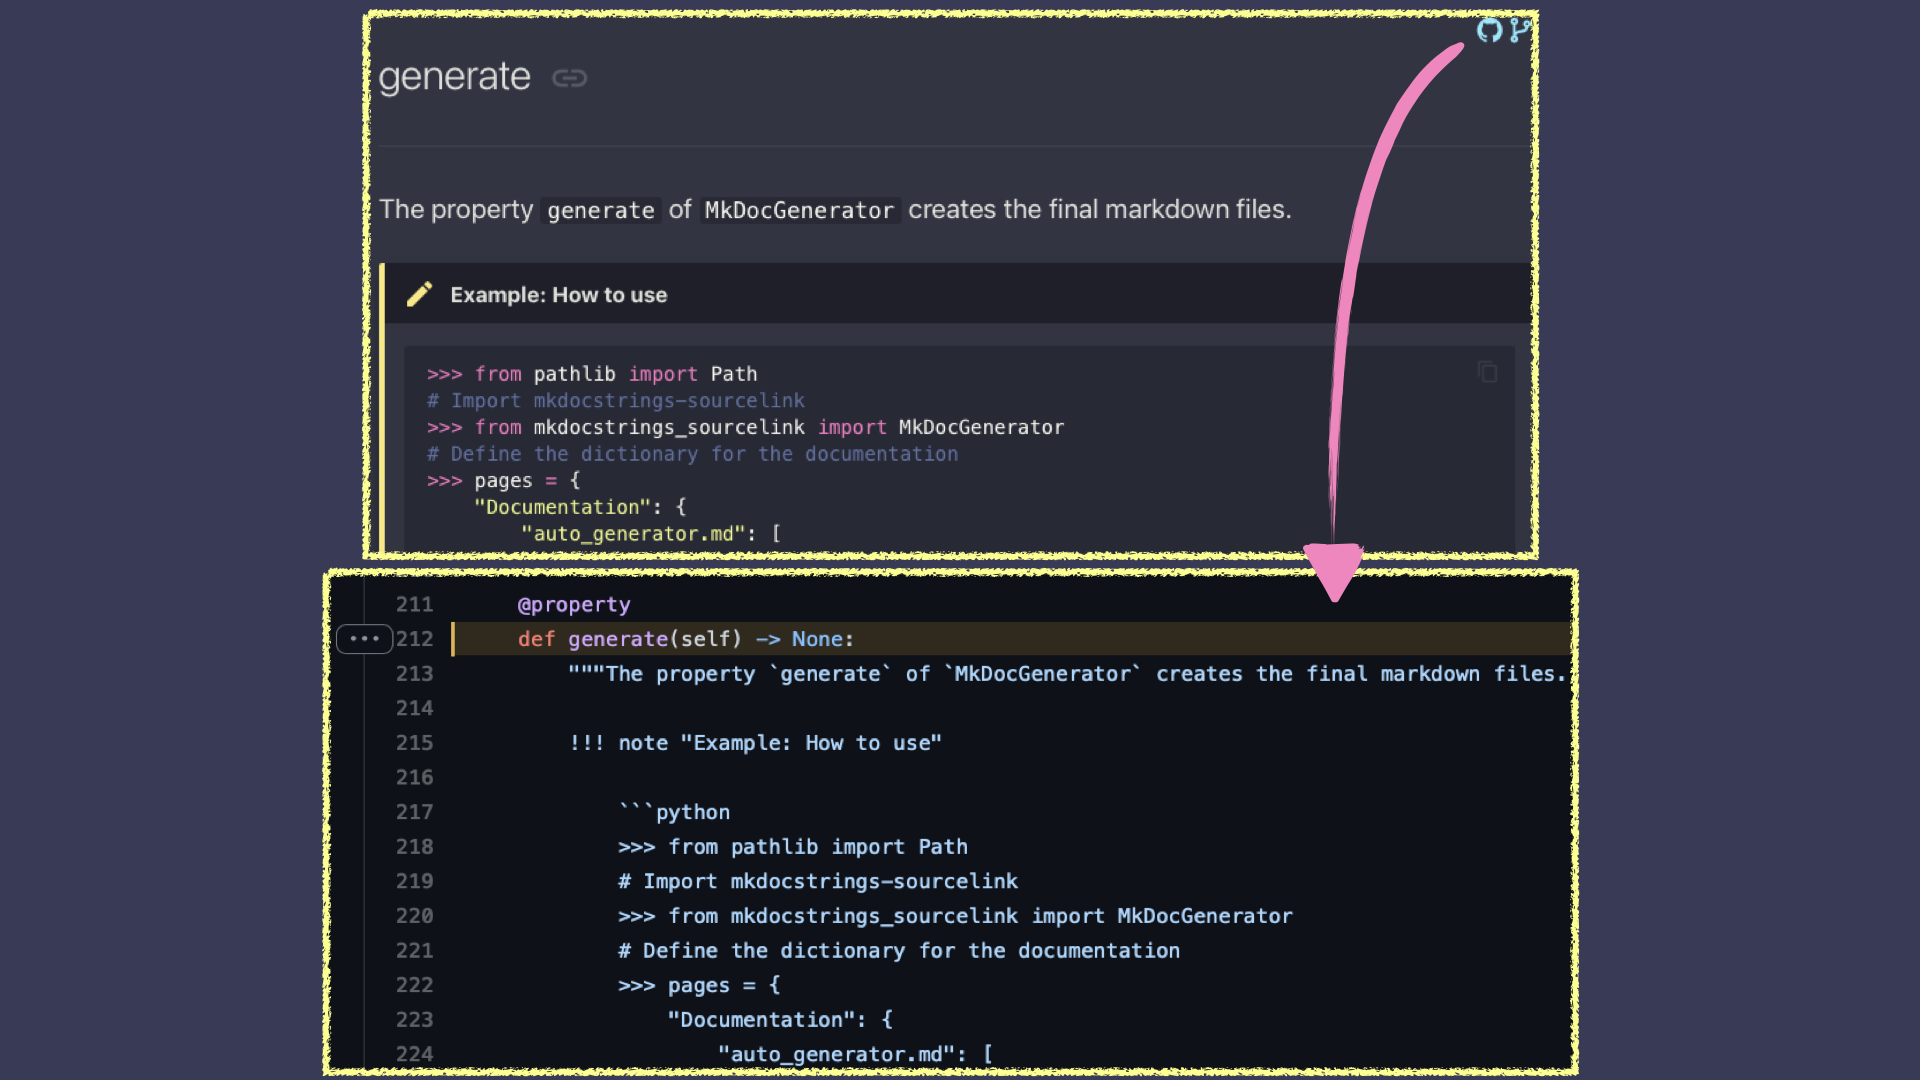 generate
The property generate of MkDocGenerator creates the final markdown files.
Example: How to use
>>> from pathlib import Path
# Import mkdocstrings-sourcelink
>>> from mkdocstrings_sourcelink import MkDocGenerator
# Define the dictionary for the documentation
>>> pages = {
"Documentation": {
"auto_generator.md": [
211 @property
212 def generate(self) -> None:
213 """The property `generate` of `MkDocGenerator` creates the final markdown files.
214
215 !!! note "Example: How to use"
216
217 ```python
218 >>> from pathlib import Path
219 # Import mkdocstrings-sourcelink
220 >>> from mkdocstrings_sourcelink import MkDocGenerator
221 # Define the dictionary for the documentation
222 >>> pages = {
223 "Documentation": {
224 "auto_generator.md": [